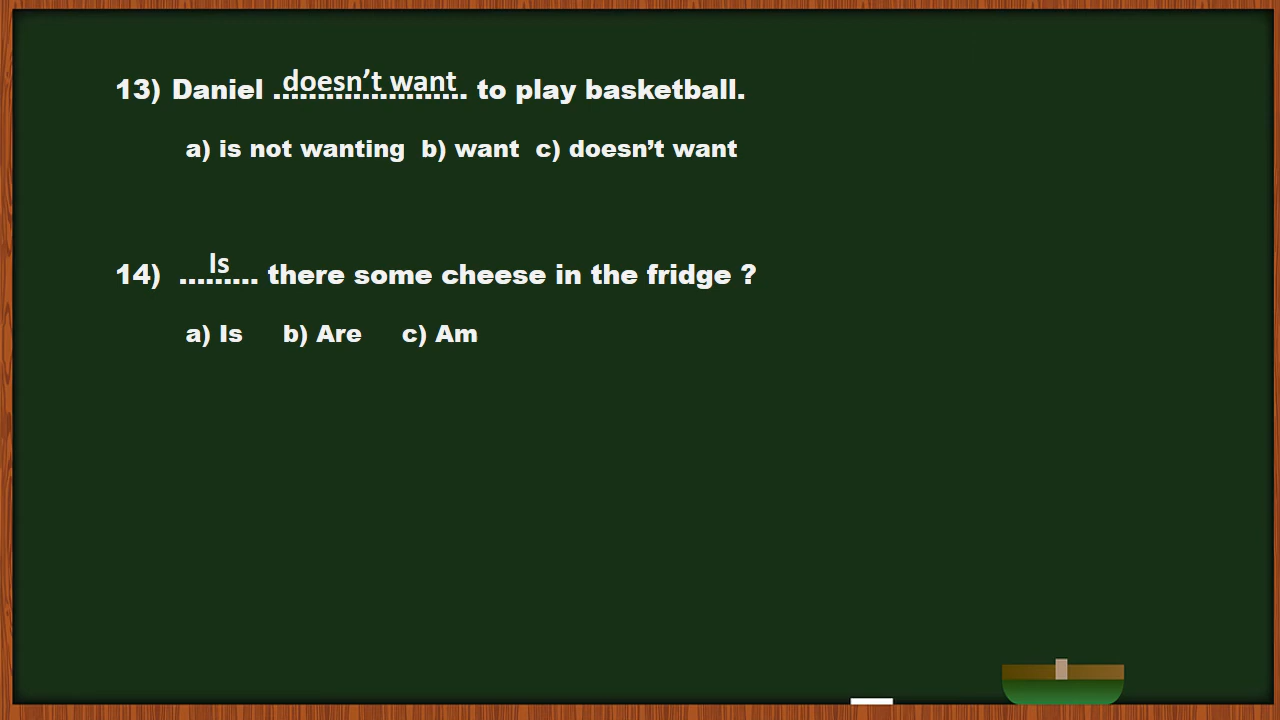 13) Daniel ...doesn’t want... to play basketball.
a) is not wanting b) want c) doesn’t want
14) ...Is... there some cheese in the fridge ?
a) Is b) Are c) Am